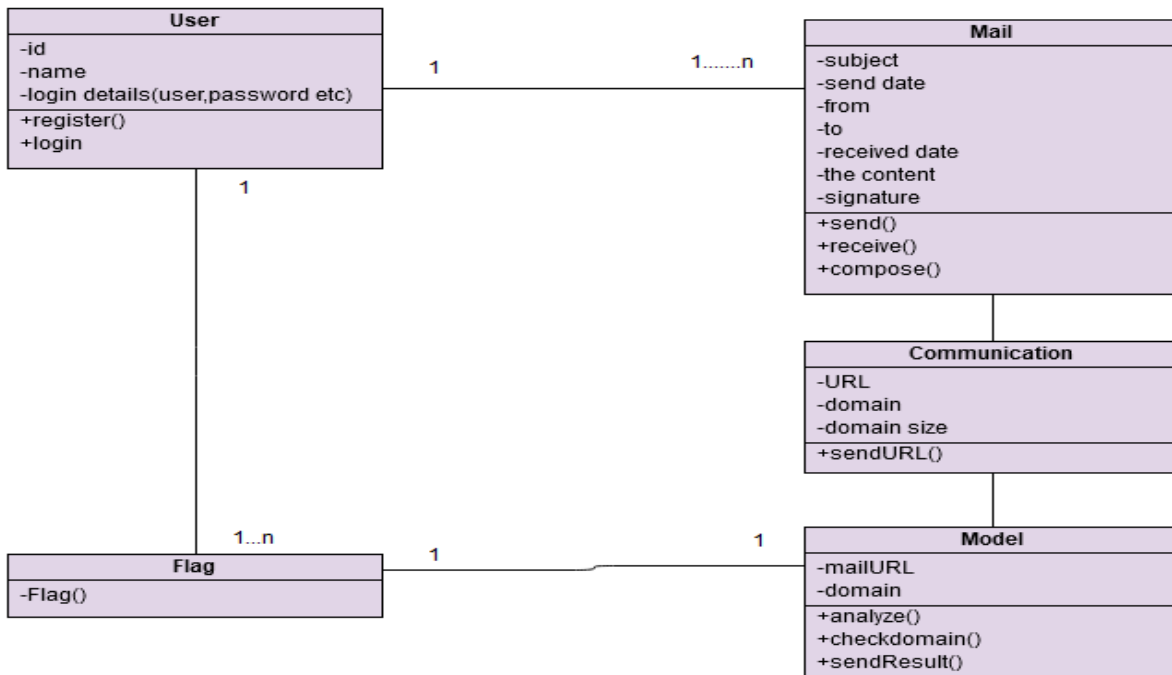 User
-id
-name
-login details(user,password etc)
+register()
+login
1
1.......n
Mail
-subject
-send date
-from
-to
-received date
-the content
-signature
+send()
+receive()
+compose()
1
Communication
-URL
-domain
-domain size
+sendURL()
1...n
Flag
-Flag()
1
1
Model
-mailURL
-domain
+analyze()
+checkdomain()
+sendResult()